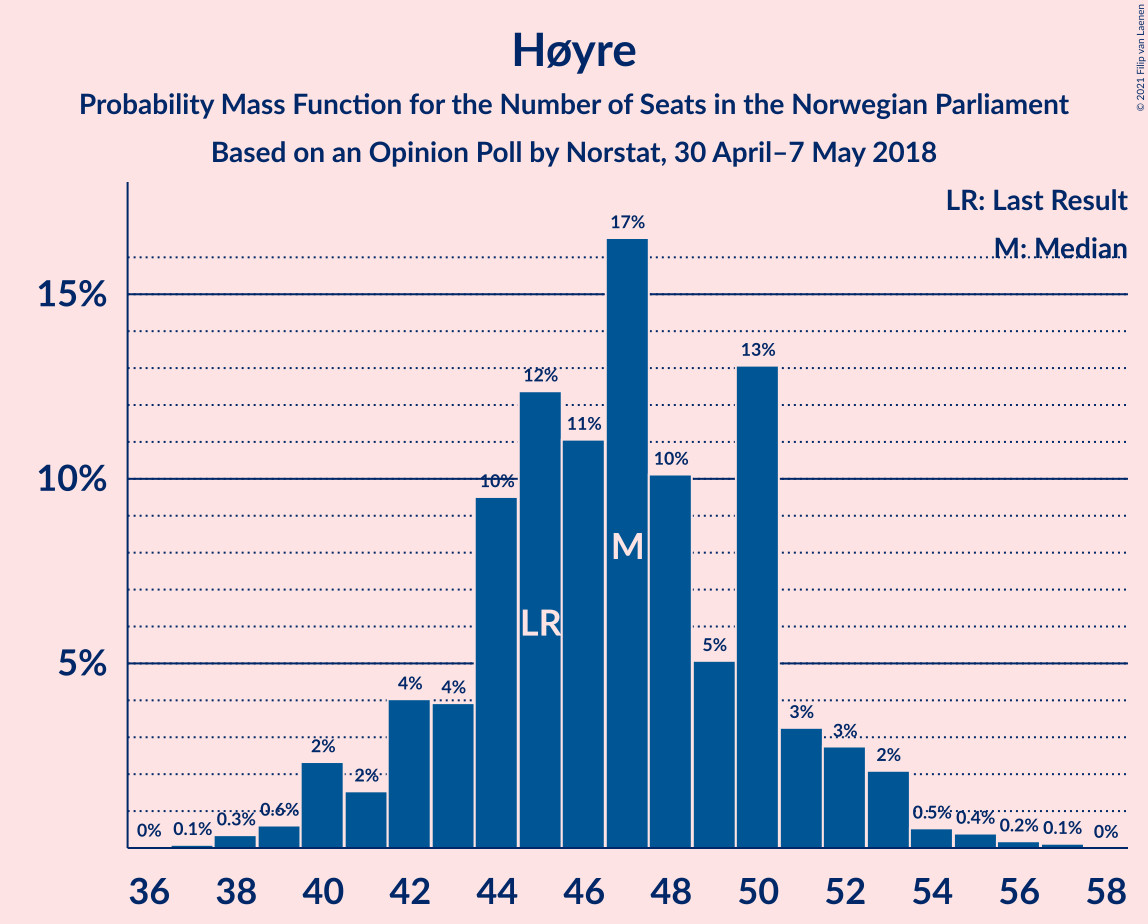 Høyre
Probability Mass Function for the Number of Seats in the Norwegian Parliament
Based on an Opinion Poll by Norstat, 30 April–7 May 2018
© 2021 Filip van Laenen
LR: Last Result
M: Median
15%
10%
5%
0%
0.1%
0.3%
0.6%
2%
2%
4%
4%
10%
12%
11%
17%
10%
5%
13%
3%
3%
2%
0.5%
0.4%
0.2%
0.1%
0%
LR
M
36 38 40 42 44 46 48 50 52 54 56 58